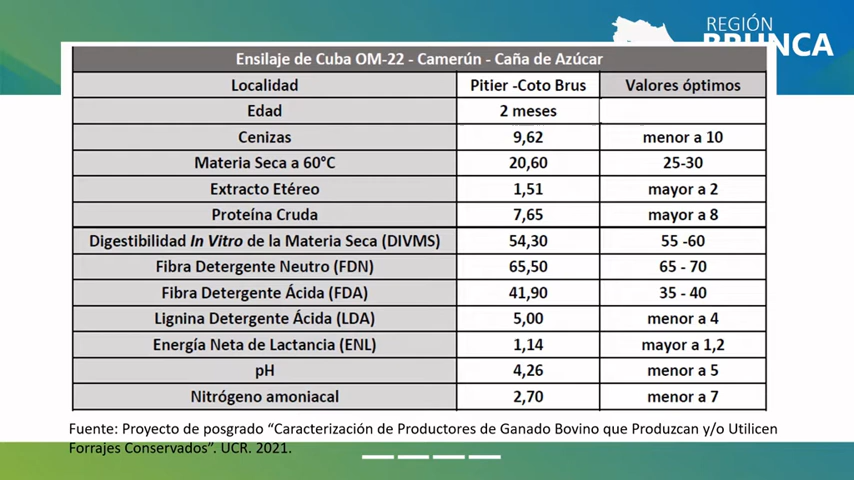 REGIÓN
BRUNCA
Ensilaje de Cuba OM-22 - Camerún - Caña de Azúcar
Localidad Pitier -Coto Brus Valores óptimos
Edad 2 meses
Cenizas 9,62 menor a 10
Materia Seca a 60°C 20,60 25-30
Extracto Etéreo 1,51 mayor a 2
Proteína Cruda 7,65 mayor a 8
Digestibilidad In Vitro de la Materia Seca (DIVMS) 54,30 55 -60
Fibra Detergente Neutro (FDN) 65,50 65 - 70
Fibra Detergente Ácida (FDA) 41,90 35 - 40
Lignina Detergente Ácida (LDA) 5,00 menor a 4
Energía Neta de Lactancia (ENL) 1,14 mayor a 1,2
pH 4,26 menor a 5
Nitrógeno amoniacal 2,70 menor a 7
Fuente: Proyecto de posgrado “Caracterización de Productores de Ganado Bovino que Produzcan y/o Utilicen
Forrajes Conservados”. UCR. 2021.